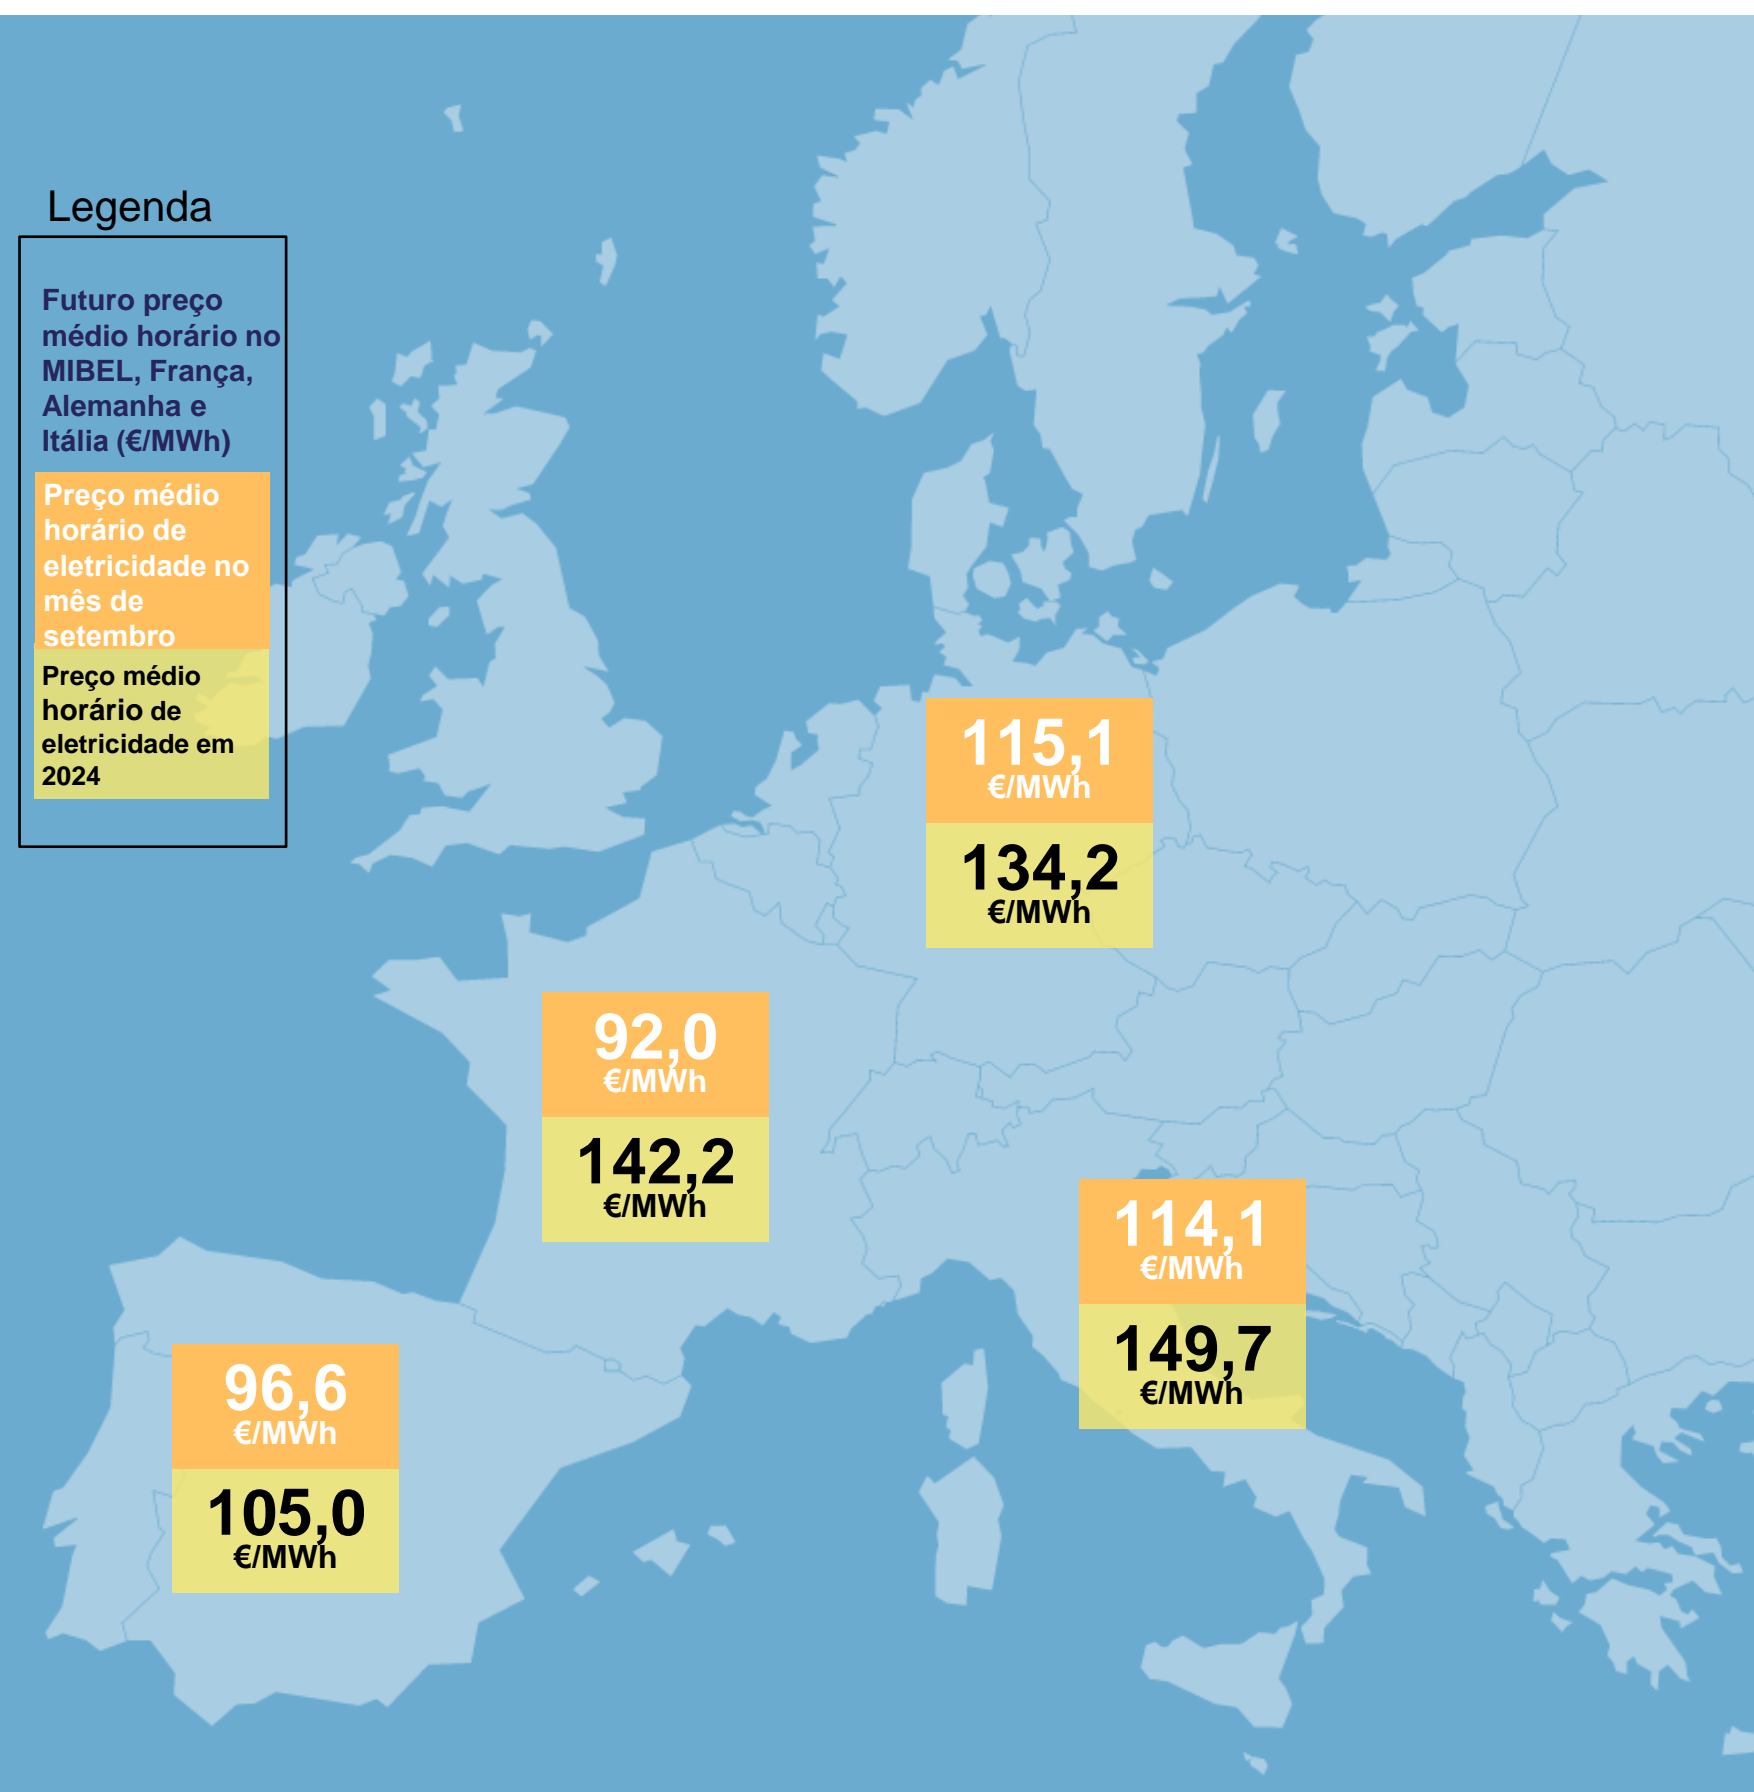 Legenda
Futuro preço
médio horário no
MIBEL, França,
Alemanha e
Itália (€/MWh)
Preço médio
horário de
eletricidade no
mês de
setembro
Preço médio
horário de
eletricidade em
2024
115,1
€/MWh
134,2
€/MWh
92,0
€/MWh
142,2
€/MWh
114,1
€/MWh
149,7
€/MWh
96,6
€/MWh
105,0
€/MWh